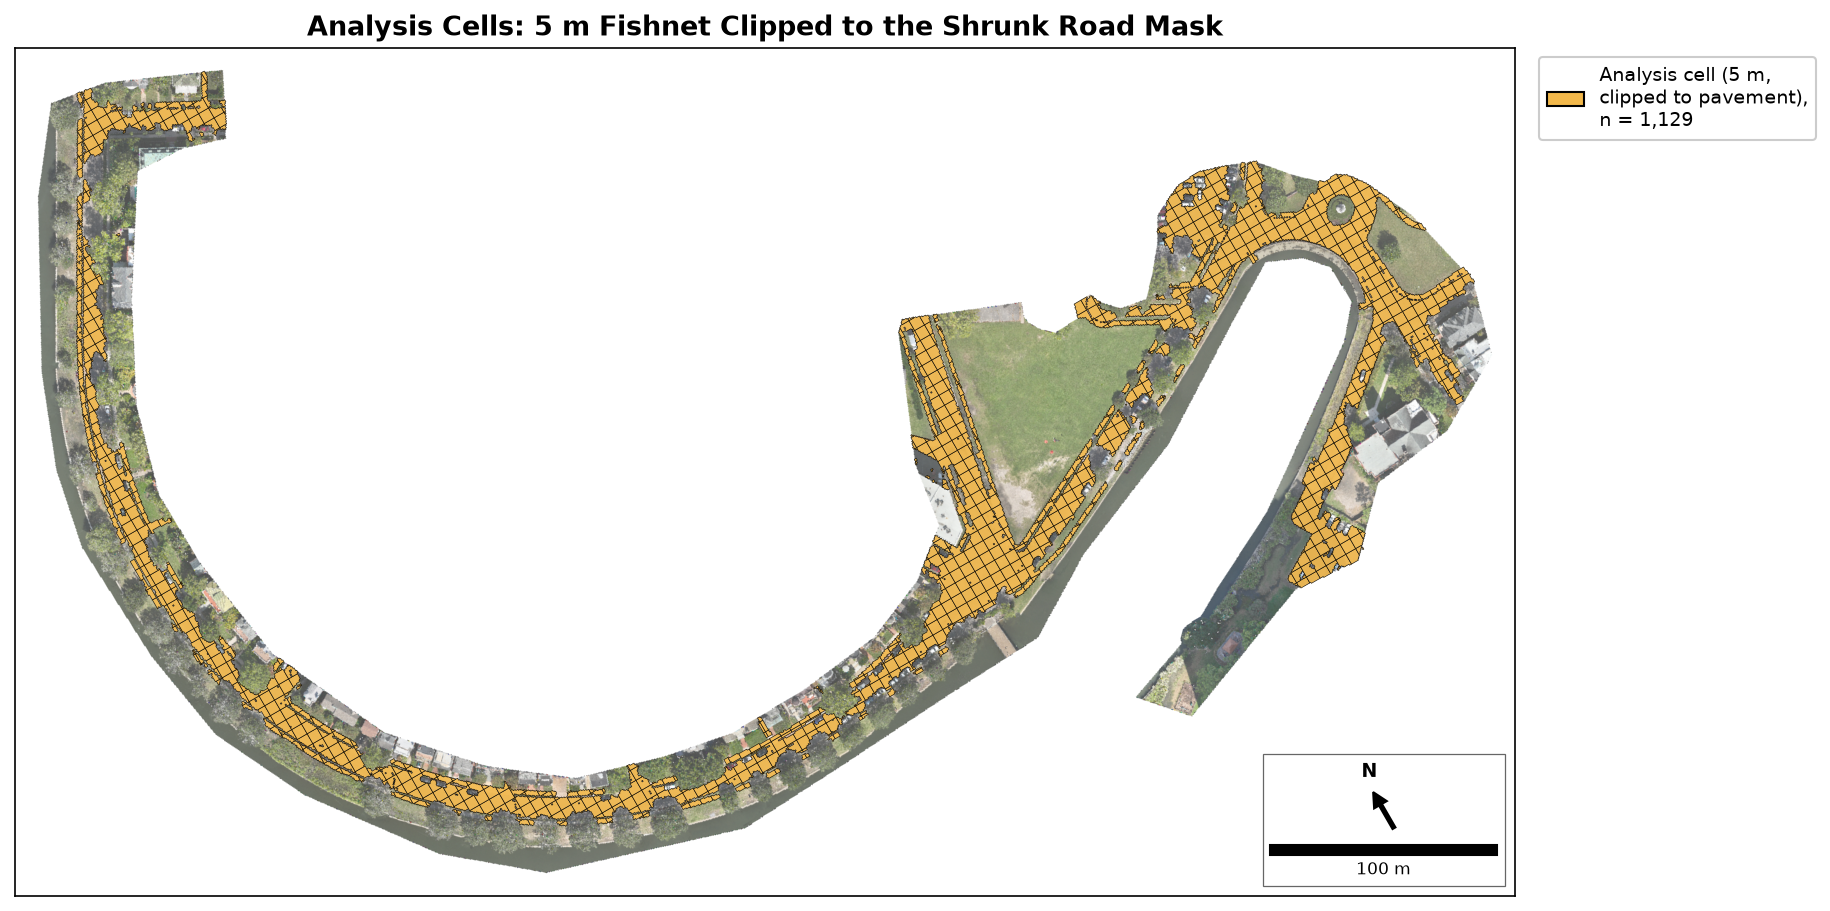 Analysis Cells: 5 m Fishnet Clipped to the Shrunk Road Mask
Analysis cell (5 m,
clipped to pavement),
n = 1,129
N
100 m